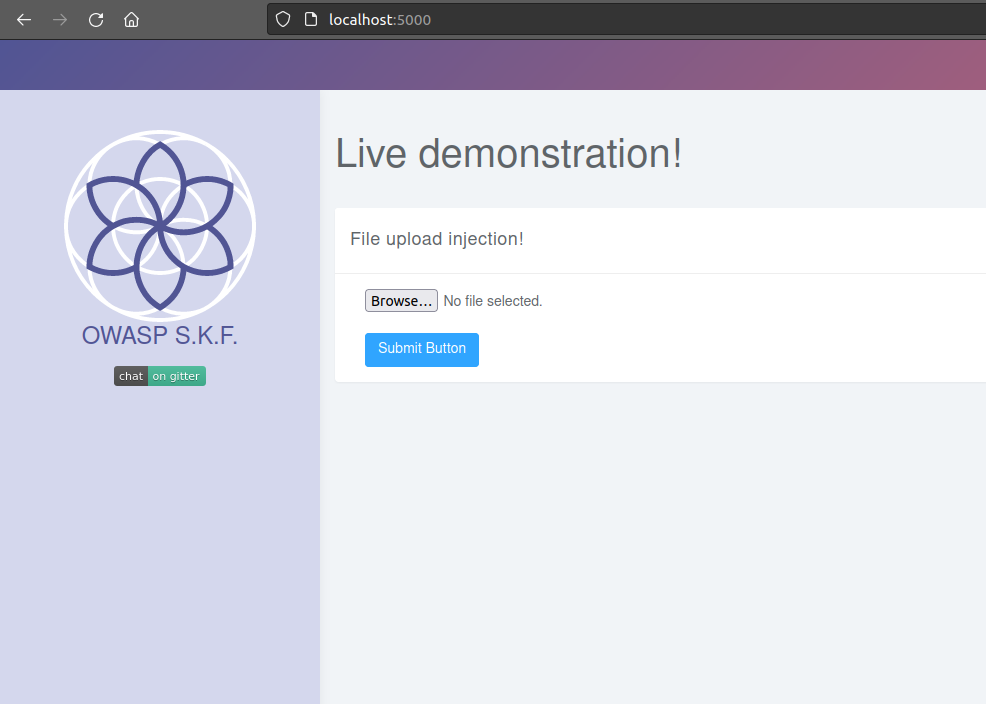 localhost:5000
Live demonstration!
File upload injection!
Browse... No file selected.
Submit Button
OWASP S.K.F.
chat on gitter